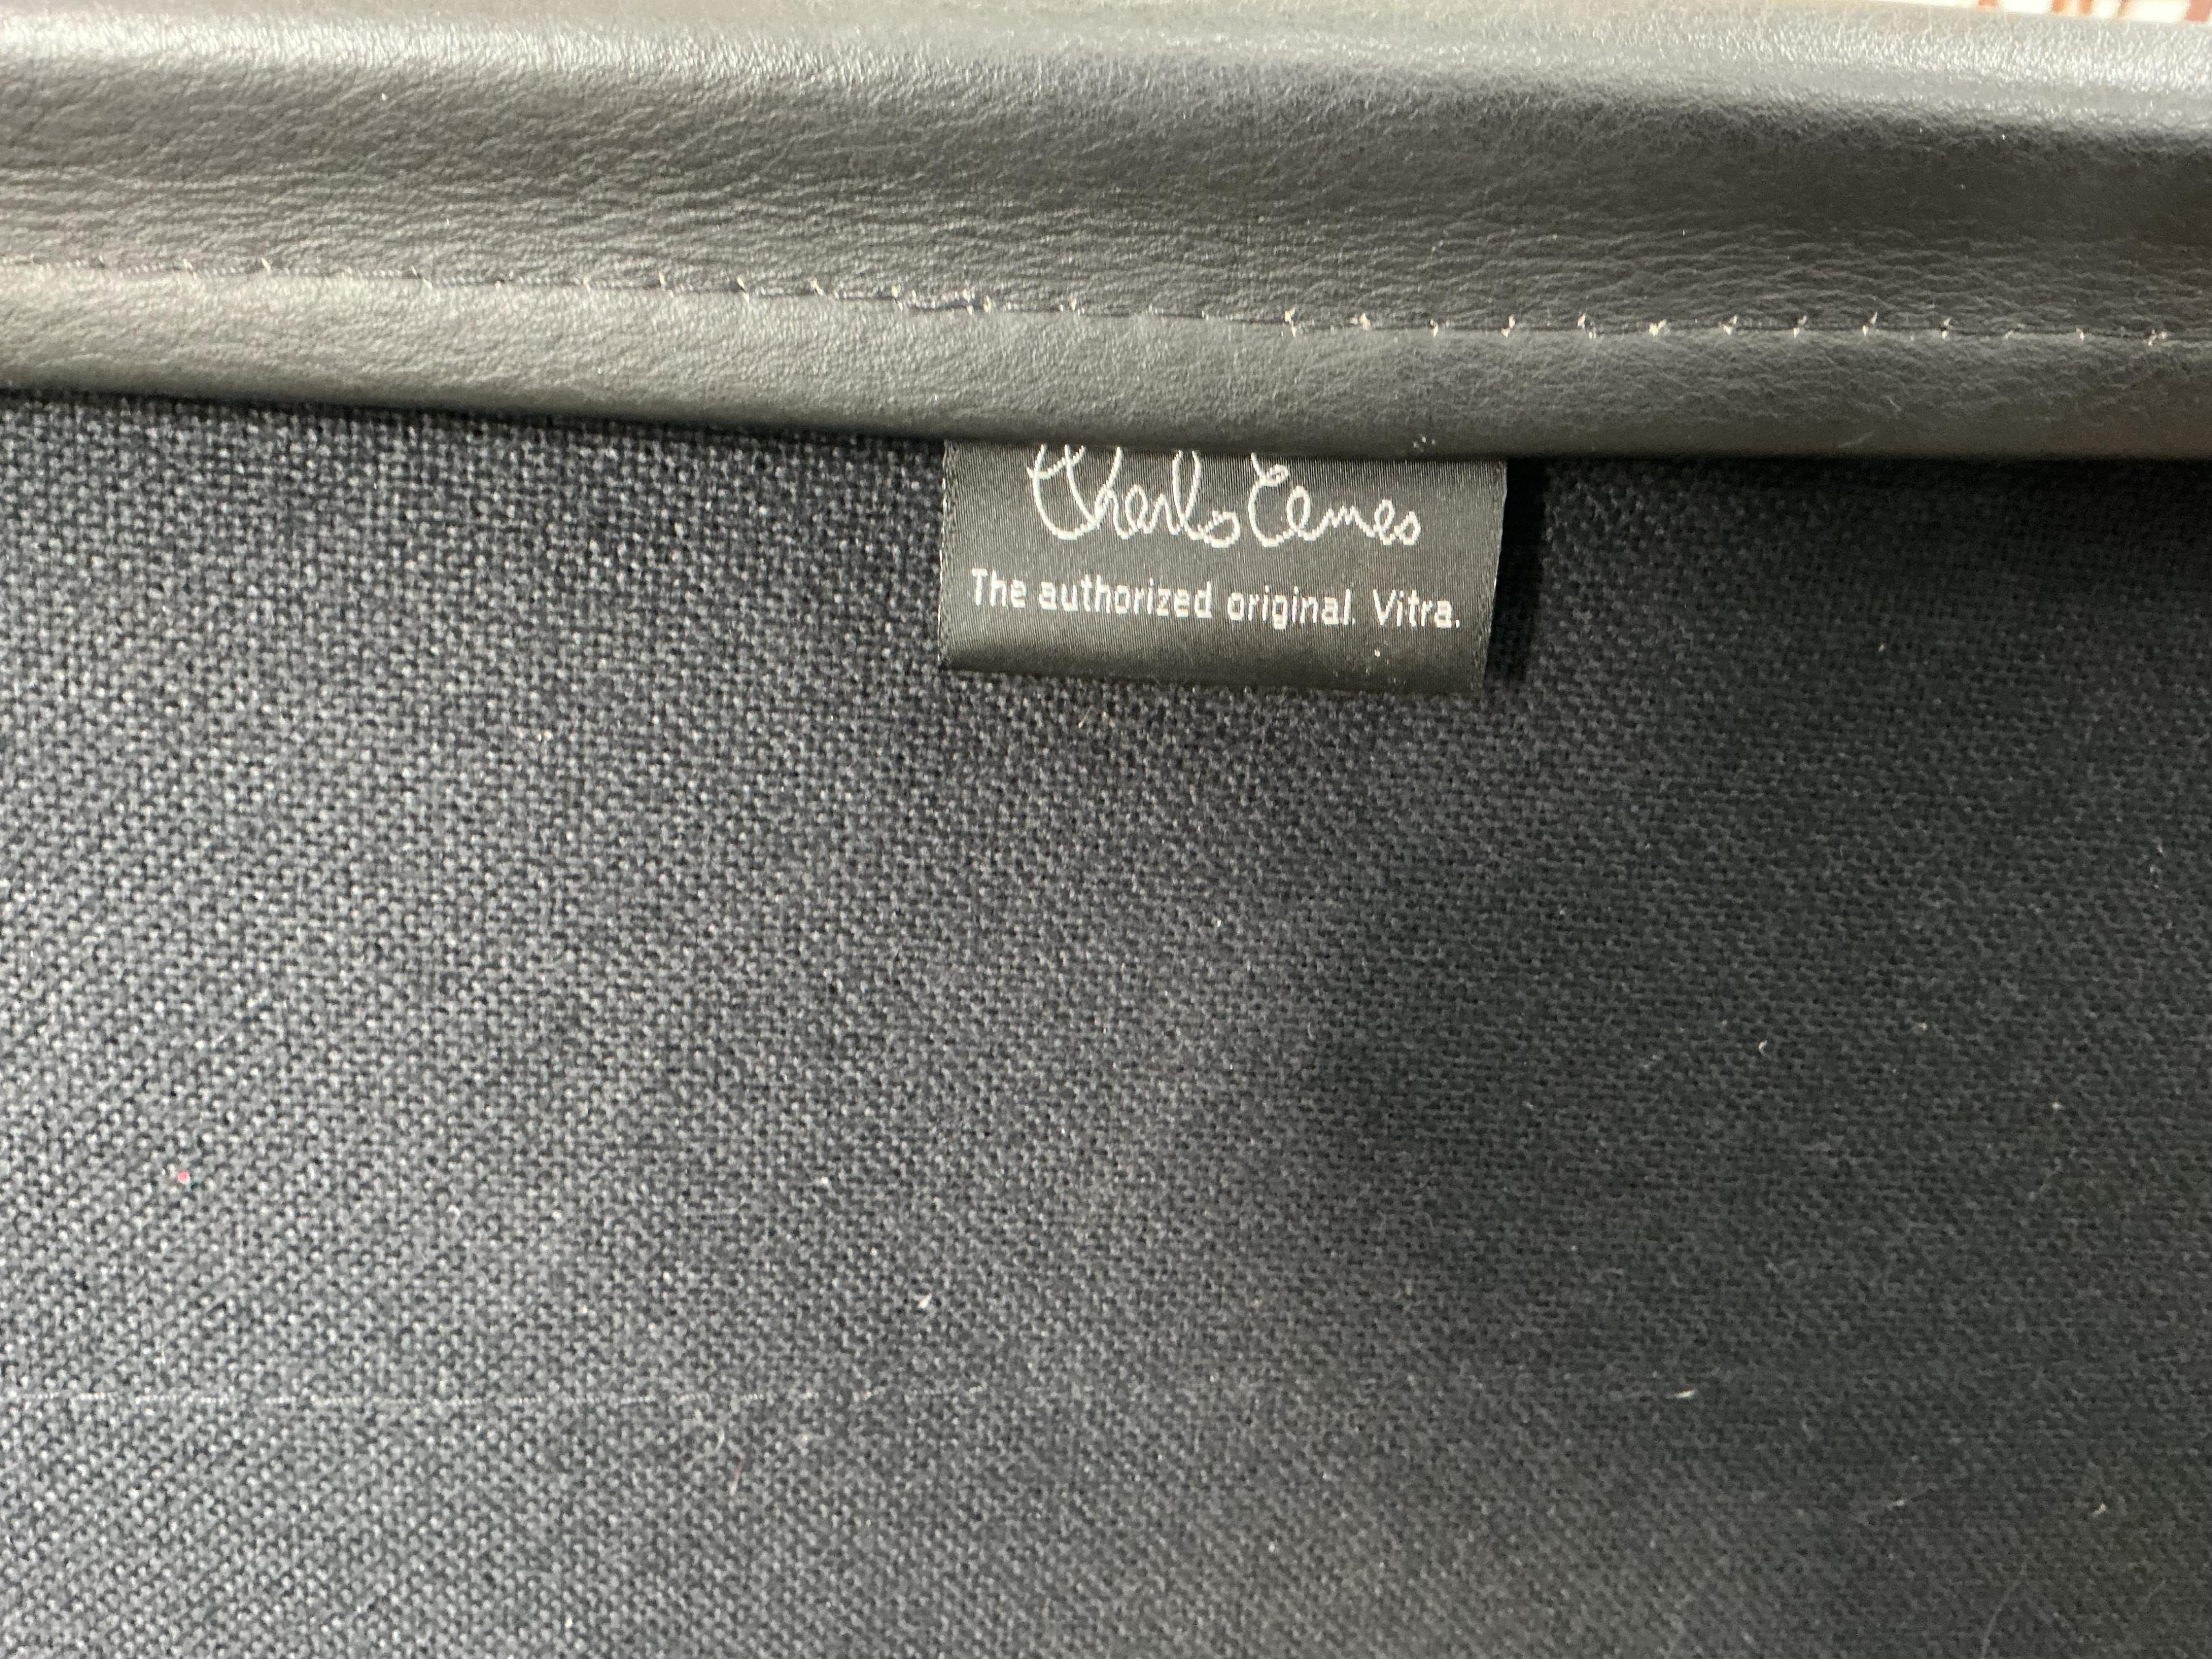 Charles Eames
The authorized original. Vitra.